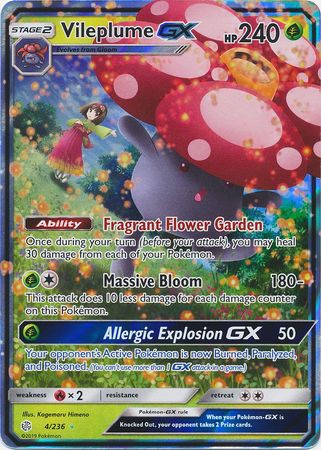 STAGE 2 Vileplume GX HP 240
Evolves from Gloom
Ability Fragrant Flower Garden
Once during your turn (before your attack), you may heal
30 damage from each of your Pokémon.
Massive Bloom 180-
This attack does 10 less damage for each damage counter
on this Pokémon.
Allergic Explosion GX 50
Your opponent's Active Pokémon is now Burned, Paralyzed,
and Poisoned. (You can't use more than 1 GX attack in a game.)
weakness ×2 resistance retreat
Illus. Kagemaru Himeno
Pokémon-GX rule
When your Pokémon-GX is
Knocked Out, your opponent takes 2 Prize cards.
4/236
©2019 Pokémon